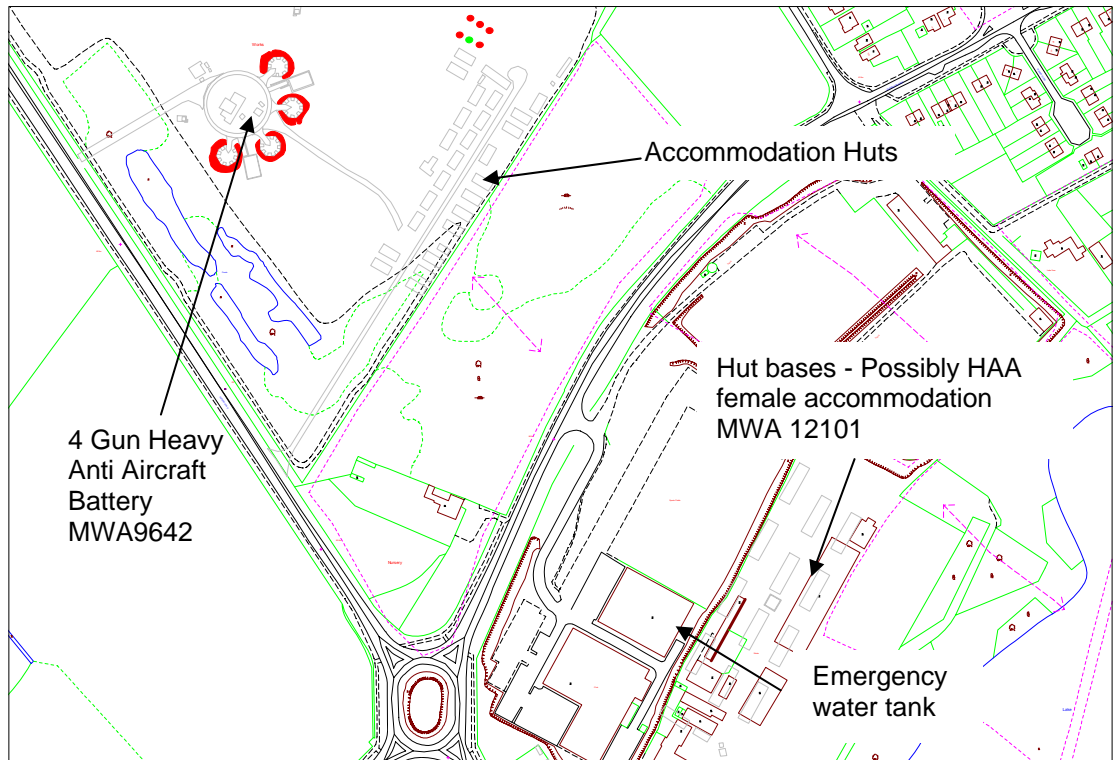 Accommodation Huts
Hut bases - Possibly HAA
female accommodation
MWA 12101
4 Gun Heavy
Anti Aircraft
Battery
MWA9642
Nursery
Emergency
water tank